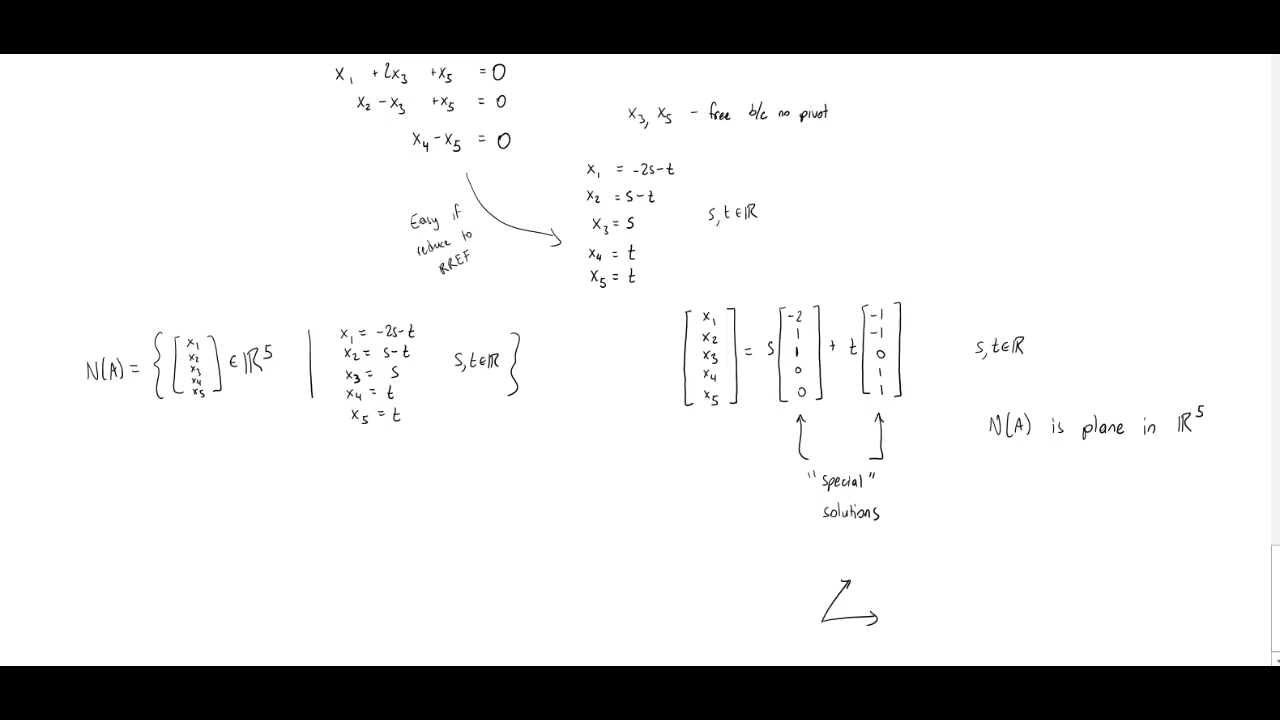 x₁ + 2x₃ + x₅ = 0
x₂ - x₃ + x₅ = 0
x₃, x₅ - free b/c no pivot
x₄ - x₅ = 0
x₁ = -2s-t
x₂ = s-t
x₃ = s
x₄ = t
x₅ = t
s, t ∈ ℝ
Easy if
reduce to
RREF
N(A) = { [x₁ x₂ x₃ x₄ x₅] ∈ ℝ⁵ | x₁ = -2s-t
x₂ = s-t
x₃ = s
x₄ = t
x₅ = t
s, t ∈ ℝ }
[x₁ x₂ x₃ x₄ x₅] = s [-2 1 1 0 0] + t [-1 -1 0 1 1] s, t ∈ ℝ
N(A) is plane in ℝ⁵
"special"
solutions